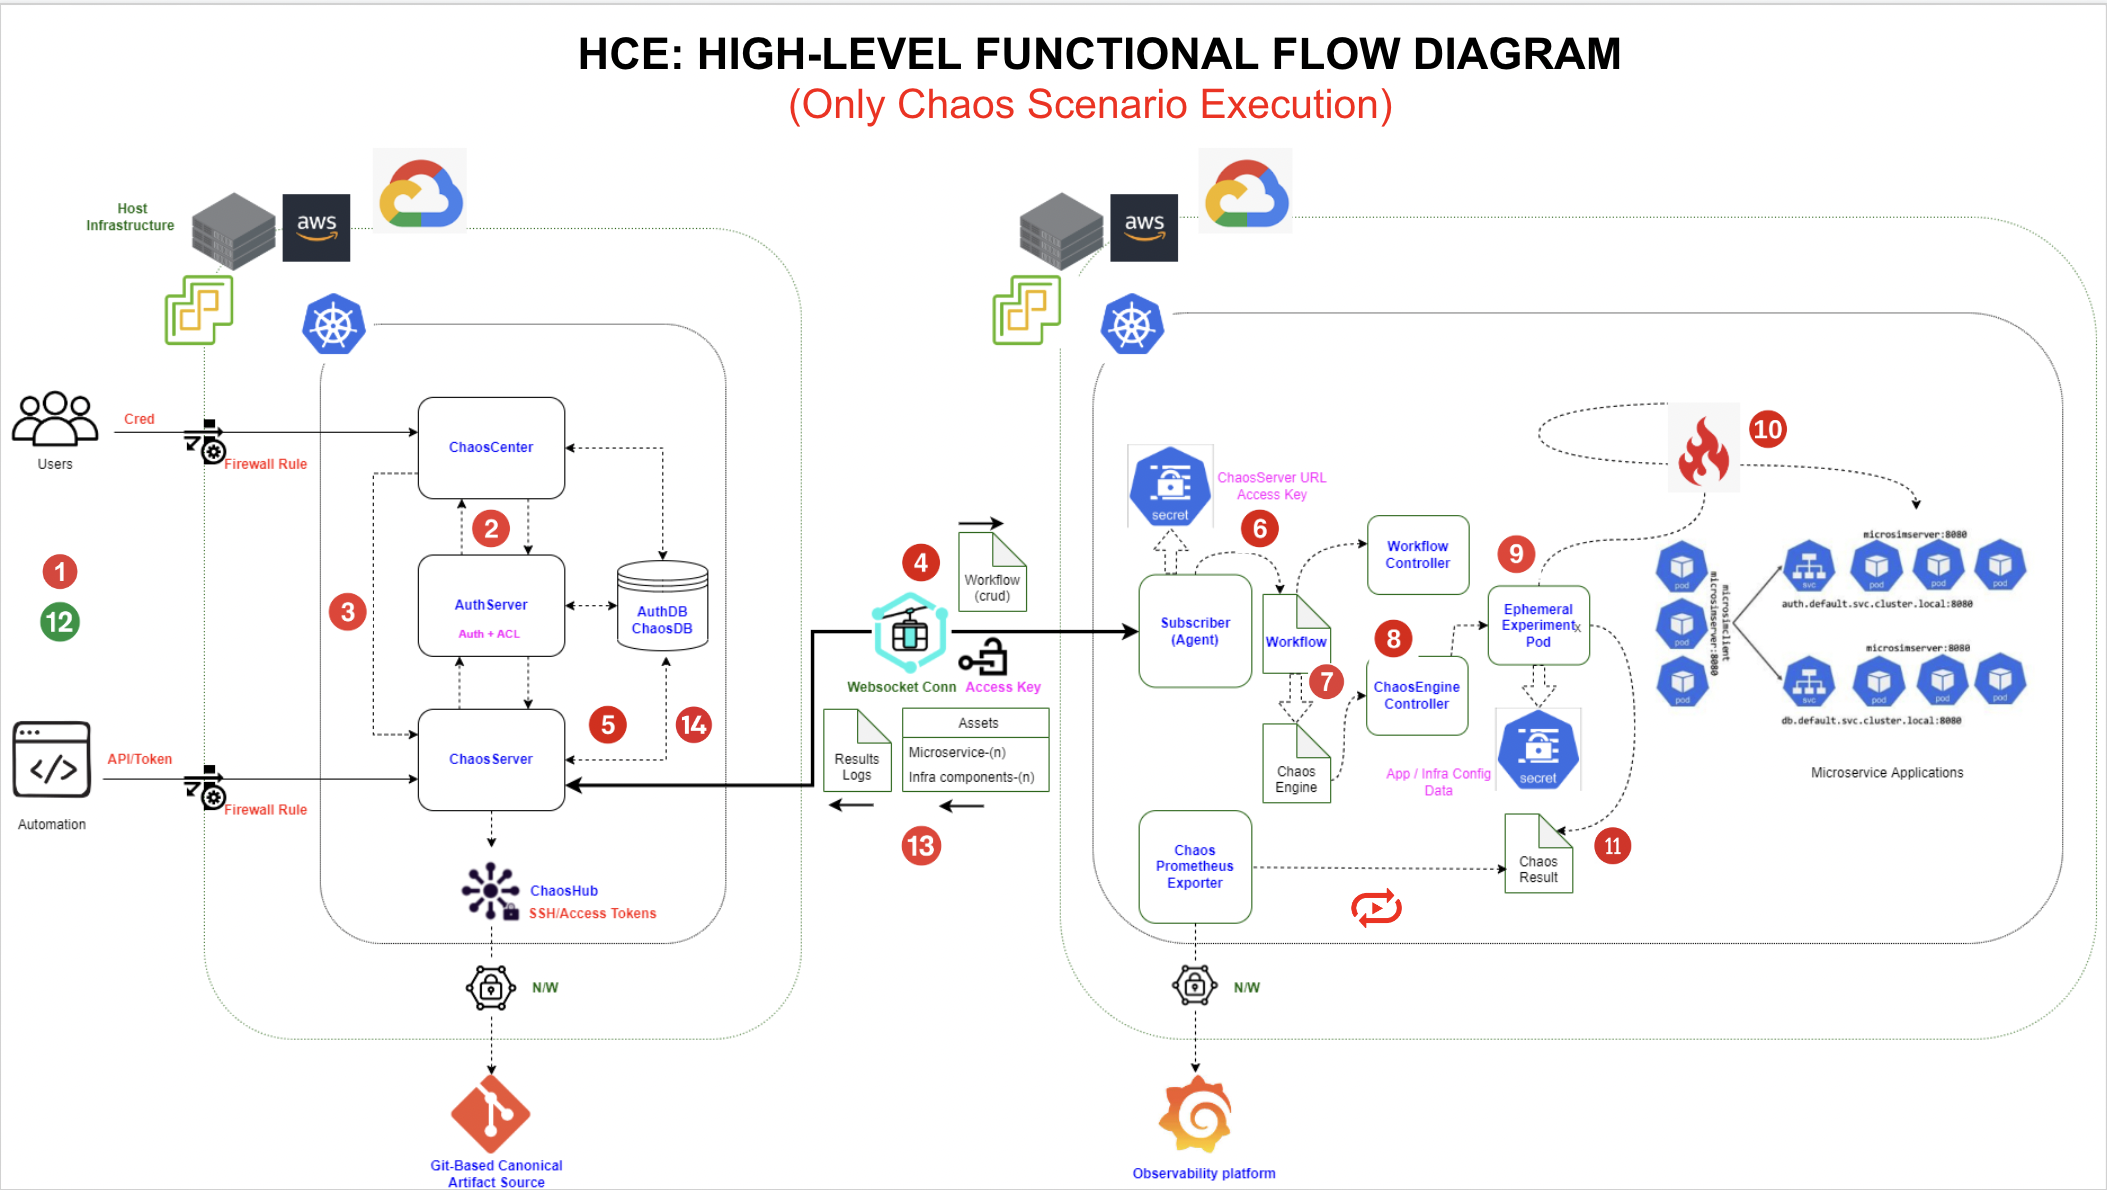 HCE: HIGH-LEVEL FUNCTIONAL FLOW DIAGRAM
(Only Chaos Scenario Execution)
Host
Infrastructure
aws
aws
Users
Cred
Firewall Rule
1
12
Automation
API/Token
Firewall Rule
ChaosCenter
2
3
AuthServer
Auth + ACL
AuthDB
ChaosDB
ChaosServer
5
14
ChaosHub
SSH/Access Tokens
N/W
Git-Based Canonical
Artifact Source
4
Workflow
(crud)
Websocket Conn
Access Key
Results
Logs
Assets
Microservice-(n)
Infra components-(n)
13
secret
ChaosServer URL
Access Key
6
Subscriber
(Agent)
Workflow
7
Chaos
Engine
Workflow
Controller
8
ChaosEngine
Controller
9
Ephemeral
Experiment
Pod
x
secret
App / Infra Config
Data
Chaos
Result
11
Chaos
Prometheus
Exporter
N/W
Observability platform
10
pod
pod
pod
microsimclient
microsimserver:8080
microsimserver:8080
svc
pod
pod
pod
auth.default.svc.cluster.local:8080
microsimserver:8080
svc
pod
pod
pod
db.default.svc.cluster.local:8080
Microservice Applications